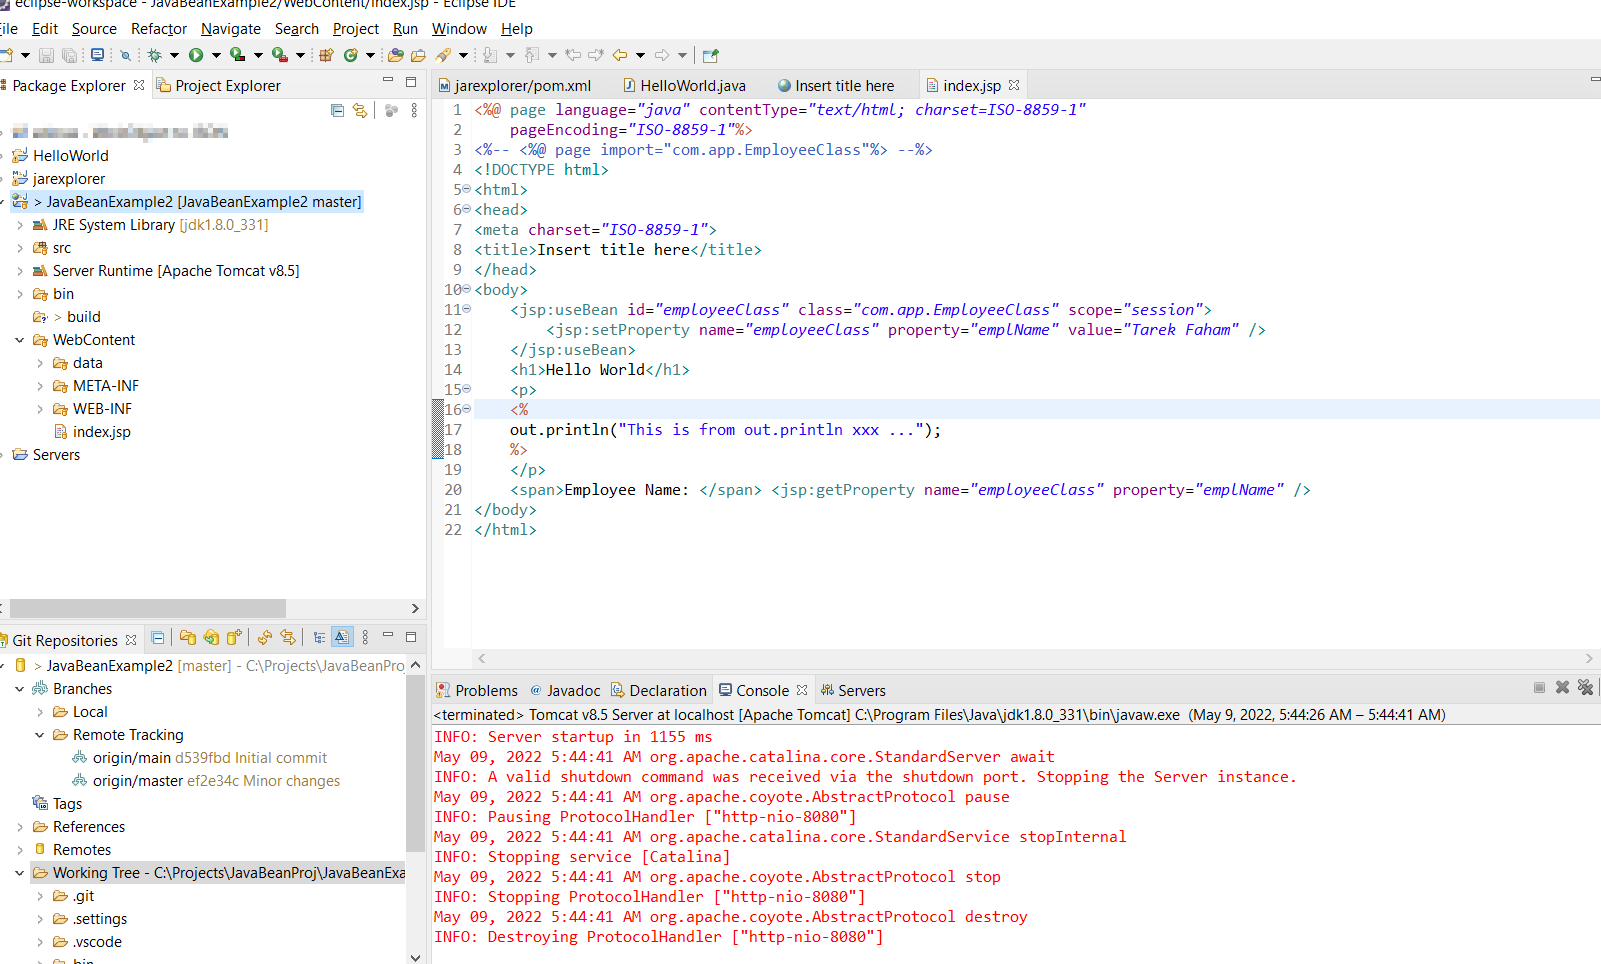 eclipse-workspace - JavaBeanExample2/WebContent/index.jsp - Eclipse IDE
File Edit Source Refactor Navigate Search Project Run Window Help
Package Explorer
Project Explorer
HelloWorld
jarexplorer
> JavaBeanExample2 [JavaBeanExample2 master]
JRE System Library [jdk1.8.0_331]
src
Server Runtime [Apache Tomcat v8.5]
bin
> build
WebContent
data
META-INF
WEB-INF
index.jsp
Servers
Git Repositories
> JavaBeanExample2 [master] - C:\Projects\JavaBeanPro
Branches
Local
Remote Tracking
origin/main d539fbd Initial commit
origin/master ef2e34c Minor changes
Tags
References
Remotes
Working Tree - C:\Projects\JavaBeanProj\JavaBeanExa
.git
.settings
.vscode
bin
jarexplorer/pom.xml HelloWorld.java Insert title here index.jsp
1 <%@ page language="java" contentType="text/html; charset=ISO-8859-1"
2 pageEncoding="ISO-8859-1"%>
3 <%-- <%@ page import="com.app.EmployeeClass"%> --%>
4 <!DOCTYPE html>
5 <html>
6 <head>
7 <meta charset="ISO-8859-1">
8 <title>Insert title here</title>
9 </head>
10 <body>
11 <jsp:useBean id="employeeClass" class="com.app.EmployeeClass" scope="session">
12 <jsp:setProperty name="employeeClass" property="emplName" value="Tarek Faham" />
13 </jsp:useBean>
14 <h1>Hello World</h1>
15 <p>
16 <%
17 out.println("This is from out.println xxx ...");
18 %>
19 </p>
20 <span>Employee Name: </span> <jsp:getProperty name="employeeClass" property="emplName" />
21 </body>
22 </html>
Problems @ Javadoc Declaration Console Servers
<terminated> Tomcat v8.5 Server at localhost [Apache Tomcat] C:\Program Files\Java\jdk1.8.0_331\bin\javaw.exe (May 9, 2022, 5:44:26 AM – 5:44:41 AM)
INFO: Server startup in 1155 ms
May 09, 2022 5:44:41 AM org.apache.catalina.core.StandardServer await
INFO: A valid shutdown command was received via the shutdown port. Stopping the Server instance.
May 09, 2022 5:44:41 AM org.apache.coyote.AbstractProtocol pause
INFO: Pausing ProtocolHandler ["http-nio-8080"]
May 09, 2022 5:44:41 AM org.apache.catalina.core.StandardService stopInternal
INFO: Stopping service [Catalina]
May 09, 2022 5:44:41 AM org.apache.coyote.AbstractProtocol stop
INFO: Stopping ProtocolHandler ["http-nio-8080"]
May 09, 2022 5:44:41 AM org.apache.coyote.AbstractProtocol destroy
INFO: Destroying ProtocolHandler ["http-nio-8080"]